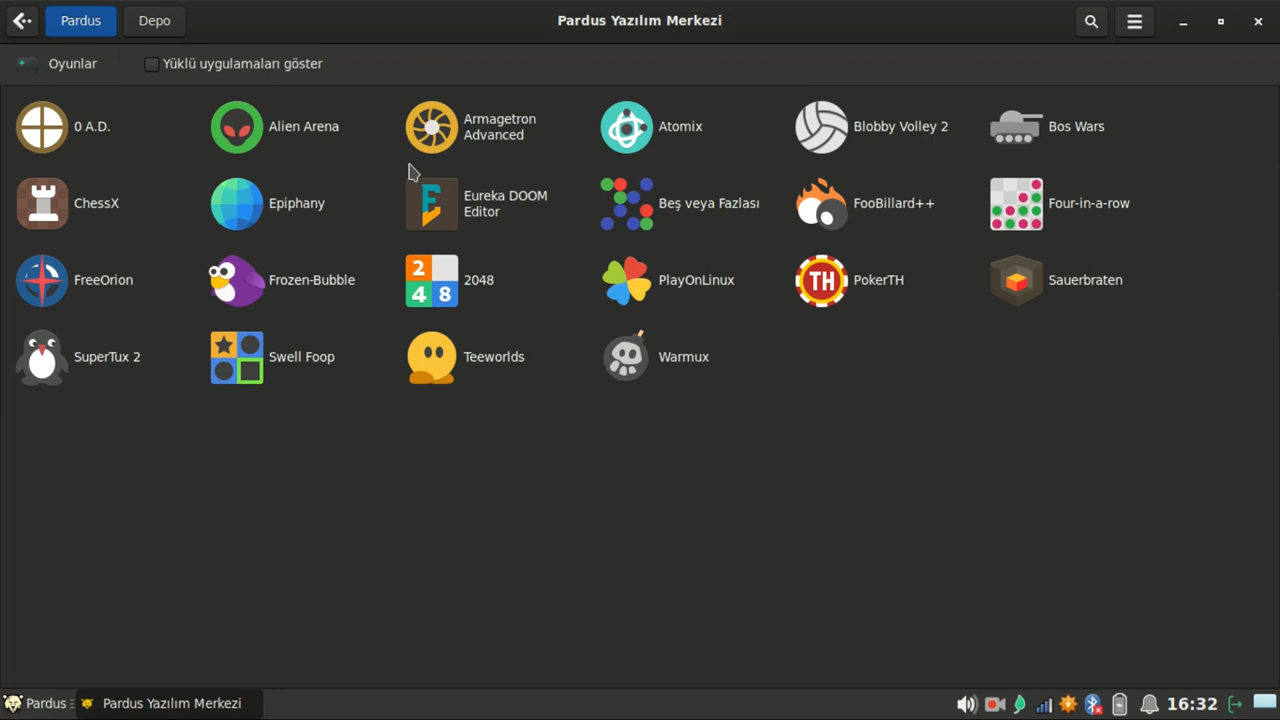 Pardus
Depo
Pardus Yazılım Merkezi
Oyunlar
Yüklü uygulamaları göster
0 A.D.
Alien Arena
Armagetron
Advanced
Atomix
Blobby Volley 2
Bos Wars
ChessX
Epiphany
Eureka DOOM
Editor
Beş veya Fazlası
FooBillard++
Four-in-a-row
FreeOrion
Frozen-Bubble
2
4 8
2048
PlayOnLinux
TH
PokerTH
Sauerbraten
SuperTux 2
Swell Foop
Teeworlds
Warmux
Pardus
Pardus Yazılım Merkezi
16:32